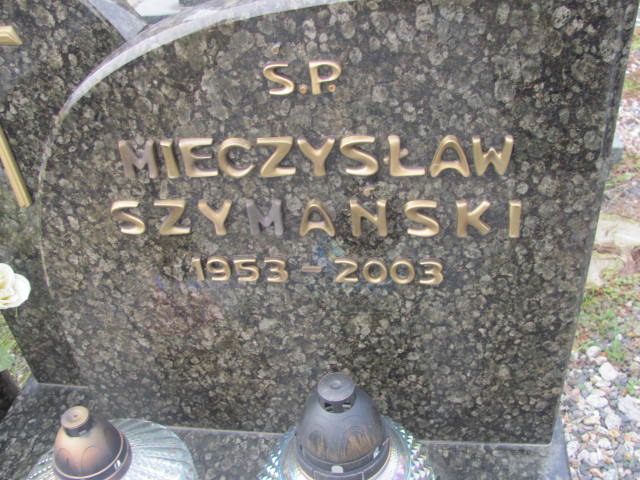 Ś.P.
MIECZYSŁAW
SZYMAŃSKI
1953 - 2003